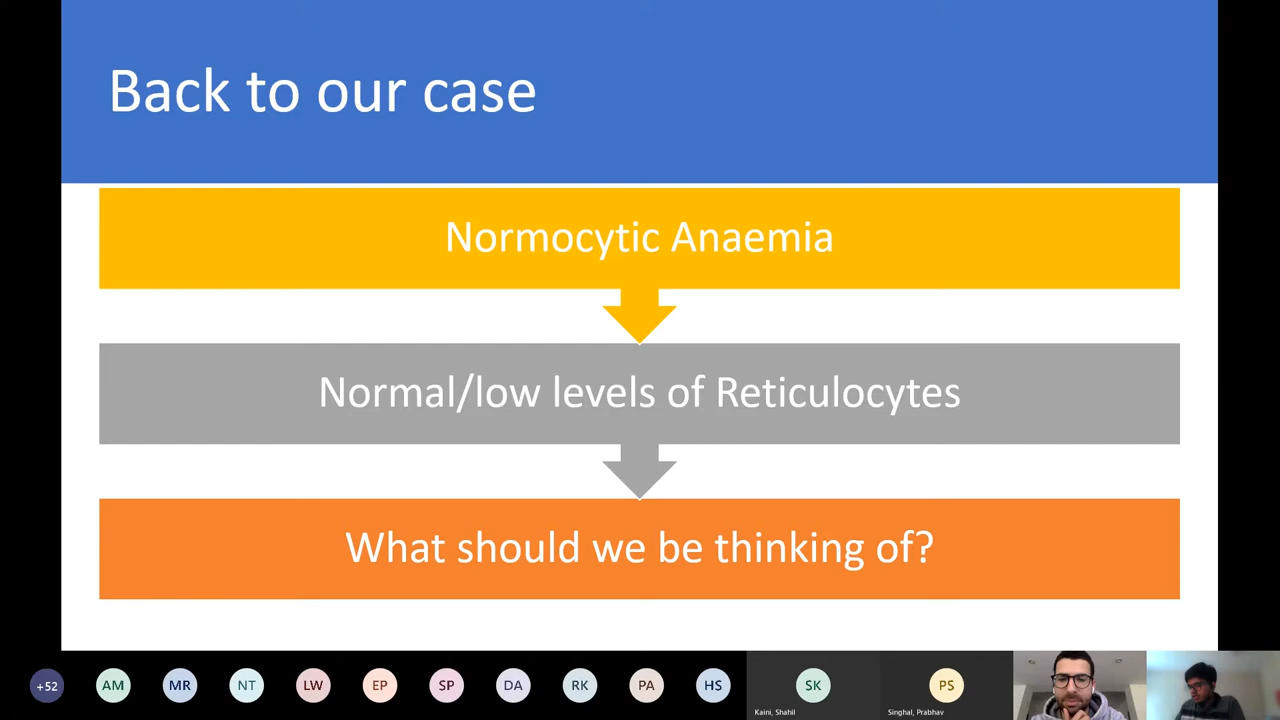 Back to our case
Normocytic Anaemia
Normal/low levels of Reticulocytes
What should we be thinking of?
+52
AM
MR
NT
LW
EP
SP
DA
RK
PA
HS
SK
PS
Kaini, Shahil
Singhal, Prabhav